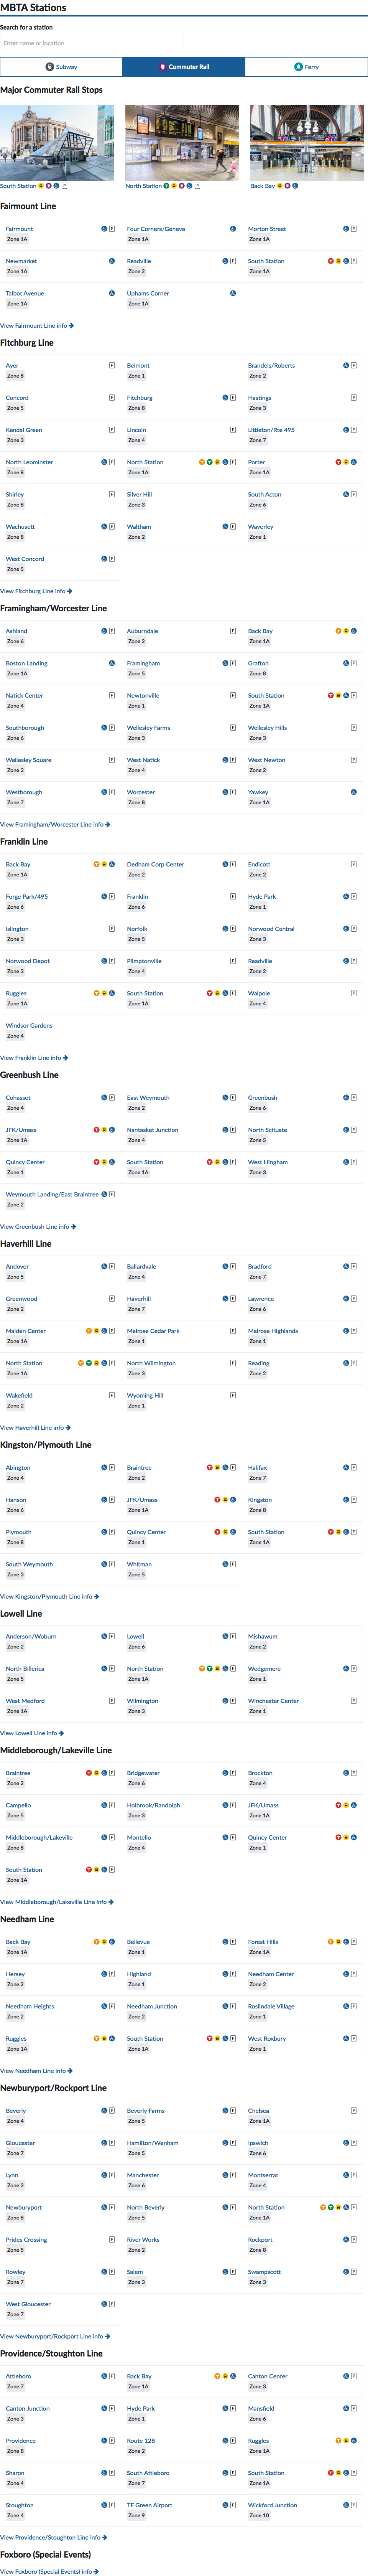 MBTA Stations
Search for a station
Enter name or location
Subway
Commuter Rail
Ferry
Major Commuter Rail Stops
South Station
North Station
Back Bay
Fairmount Line
Fairmount
Zone 1A
Four Corners/Geneva
Zone 1A
Morton Street
Zone 1A
Newmarket
Zone 1A
Readville
Zone 2
South Station
Zone 1A
Talbot Avenue
Zone 1A
Uphams Corner
Zone 1A
View Fairmount Line info
Fitchburg Line
Ayer
Zone 8
Belmont
Zone 1
Brandeis/Roberts
Zone 2
Concord
Zone 5
Fitchburg
Zone 8
Hastings
Zone 3
Kendal Green
Zone 3
Lincoln
Zone 4
Littleton/Rte 495
Zone 7
North Leominster
Zone 8
North Station
Zone 1A
Porter
Zone 1A
Shirley
Zone 8
Silver Hill
Zone 3
South Acton
Zone 6
Wachusett
Zone 8
Waltham
Zone 2
Waverley
Zone 1
West Concord
Zone 5
View Fitchburg Line info
Framingham/Worcester Line
Ashland
Zone 6
Auburndale
Zone 2
Back Bay
Zone 1A
Boston Landing
Zone 1A
Framingham
Zone 5
Grafton
Zone 8
Natick Center
Zone 4
Newtonville
Zone 1
South Station
Zone 1A
Southborough
Zone 6
Wellesley Farms
Zone 3
Wellesley Hills
Zone 3
Wellesley Square
Zone 3
West Natick
Zone 4
West Newton
Zone 2
Westborough
Zone 7
Worcester
Zone 8
Yawkey
Zone 1A
View Framingham/Worcester Line info
Franklin Line
Back Bay
Zone 1A
Dedham Corp Center
Zone 2
Endicott
Zone 2
Forge Park/495
Zone 6
Franklin
Zone 6
Hyde Park
Zone 1
Islington
Zone 3
Norfolk
Zone 5
Norwood Central
Zone 3
Norwood Depot
Zone 3
Plimptonville
Zone 4
Readville
Zone 2
Ruggles
Zone 1A
South Station
Zone 1A
Walpole
Zone 4
Windsor Gardens
Zone 4
View Franklin Line info
Greenbush Line
Cohasset
Zone 4
East Weymouth
Zone 2
Greenbush
Zone 6
JFK/Umass
Zone 1A
Nantasket Junction
Zone 4
North Scituate
Zone 5
Quincy Center
Zone 1
South Station
Zone 1A
West Hingham
Zone 3
Weymouth Landing/East Braintree
Zone 2
View Greenbush Line info
Haverhill Line
Andover
Zone 5
Ballardvale
Zone 4
Bradford
Zone 7
Greenwood
Zone 2
Haverhill
Zone 7
Lawrence
Zone 6
Malden Center
Zone 1A
Melrose Cedar Park
Zone 1
Melrose Highlands
Zone 1
North Station
Zone 1A
North Wilmington
Zone 3
Reading
Zone 2
Wakefield
Zone 2
Wyoming Hill
Zone 1
View Haverhill Line info
Kingston/Plymouth Line
Abington
Zone 4
Braintree
Zone 2
Halifax
Zone 7
Hanson
Zone 6
JFK/Umass
Zone 1A
Kingston
Zone 8
Plymouth
Zone 8
Quincy Center
Zone 1
South Station
Zone 1A
South Weymouth
Zone 3
Whitman
Zone 5
View Kingston/Plymouth Line info
Lowell Line
Anderson/Woburn
Zone 2
Lowell
Zone 6
Mishawum
Zone 2
North Billerica
Zone 5
North Station
Zone 1A
Wedgemere
Zone 1
West Medford
Zone 1A
Wilmington
Zone 3
Winchester Center
Zone 1
View Lowell Line info
Middleborough/Lakeville Line
Braintree
Zone 2
Bridgewater
Zone 6
Brockton
Zone 4
Campello
Zone 5
Holbrook/Randolph
Zone 3
JFK/Umass
Zone 1A
Middleborough/Lakeville
Zone 8
Montello
Zone 4
Quincy Center
Zone 1
South Station
Zone 1A
View Middleborough/Lakeville Line info
Needham Line
Back Bay
Zone 1A
Bellevue
Zone 1
Forest Hills
Zone 1A
Hersey
Zone 2
Highland
Zone 1
Needham Center
Zone 2
Needham Heights
Zone 2
Needham Junction
Zone 2
Roslindale Village
Zone 1
Ruggles
Zone 1A
South Station
Zone 1A
West Roxbury
Zone 1
View Needham Line info
Newburyport/Rockport Line
Beverly
Zone 4
Beverly Farms
Zone 5
Chelsea
Zone 1A
Gloucester
Zone 7
Hamilton/Wenham
Zone 5
Ipswich
Zone 6
Lynn
Zone 2
Manchester
Zone 6
Montserrat
Zone 4
Newburyport
Zone 8
North Beverly
Zone 5
North Station
Zone 1A
Prides Crossing
Zone 5
River Works
Zone 2
Rockport
Zone 8
Rowley
Zone 7
Salem
Zone 3
Swampscott
Zone 3
West Gloucester
Zone 7
View Newburyport/Rockport Line info
Providence/Stoughton Line
Attleboro
Zone 7
Back Bay
Zone 1A
Canton Center
Zone 3
Canton Junction
Zone 3
Hyde Park
Zone 1
Mansfield
Zone 6
Providence
Zone 8
Route 128
Zone 2
Ruggles
Zone 1A
Sharon
Zone 4
South Attleboro
Zone 7
South Station
Zone 1A
Stoughton
Zone 4
TF Green Airport
Zone 9
Wickford Junction
Zone 10
View Providence/Stoughton Line info
Foxboro (Special Events)
View Foxboro (Special Events) info